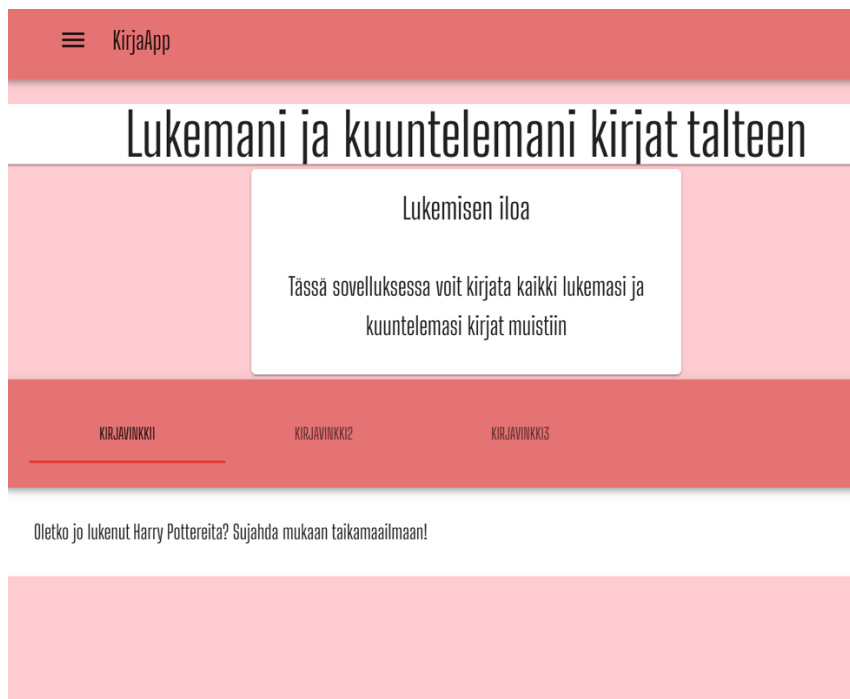 KirjaApp
Lukemani ja kuuntelemani kirjat talteen
Lukemisen iloa
Tässä sovelluksessa voit kirjata kaikki lukemasi ja
kuuntelemasi kirjat muistiin
KIRJAVINKKI1 KIRJAVINKKI2 KIRJAVINKKI3
Oletko jo lukenut Harry Pottereita? Sujahda mukaan taikamaailmaan!